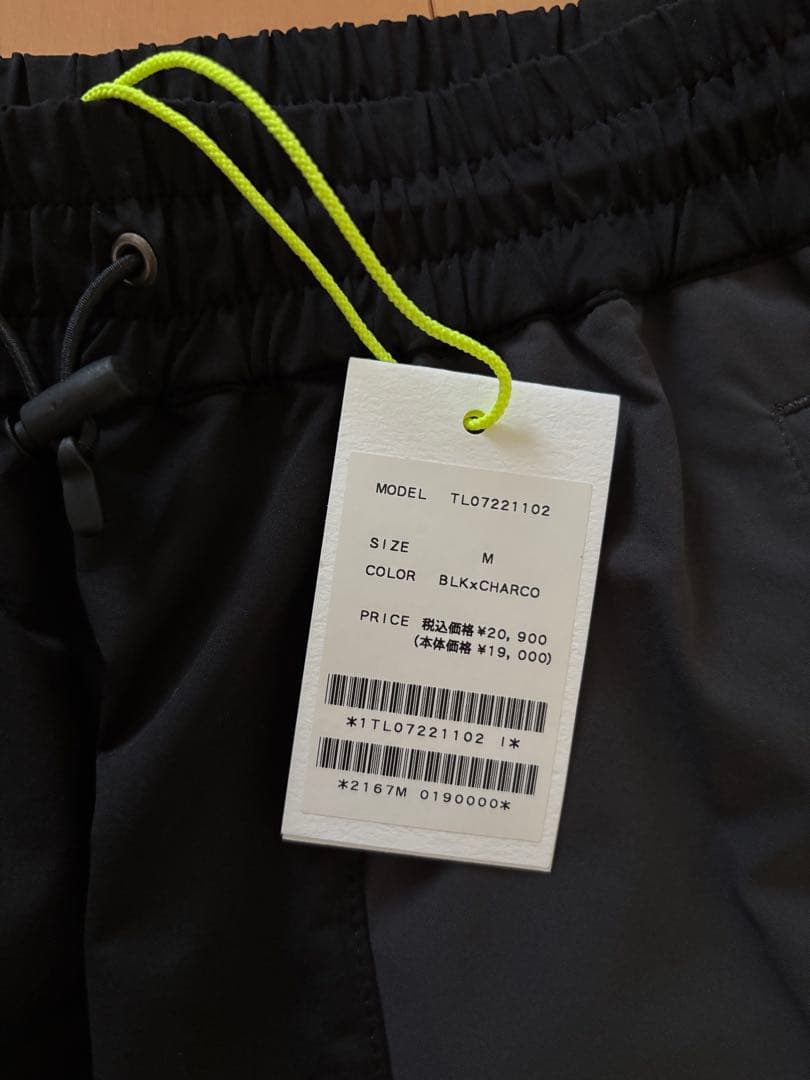 MODEL TL07221102
SIZE M
COLOR BLKxCHARCO
PRICE 税込価格 ¥20,900
(本体価格 ¥19,000)
*1TL07221102 I*
*2167M 0190000*